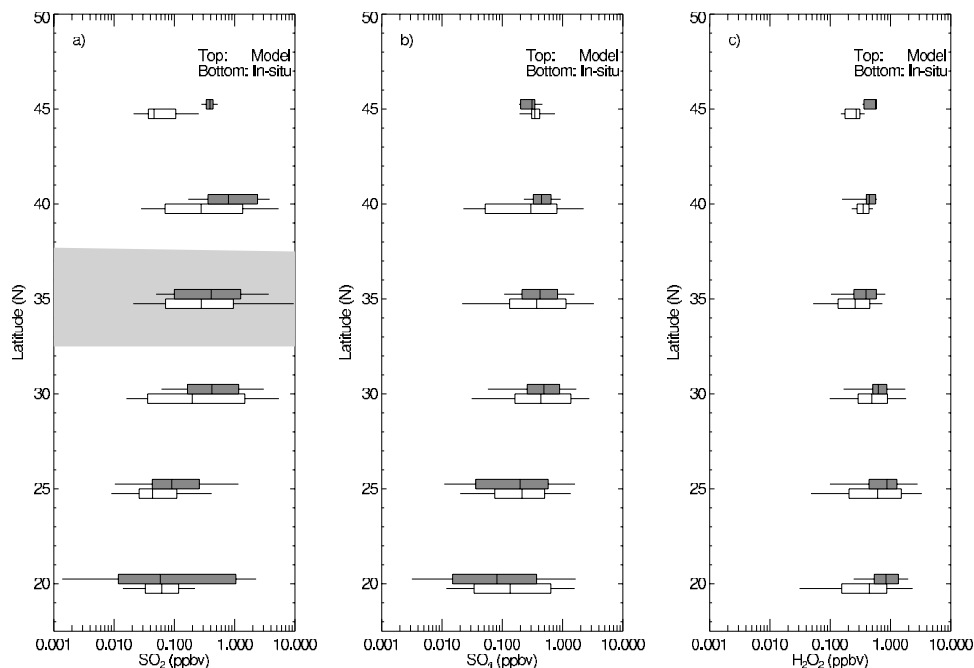 50
45
40
35
30
25
20
Latitude (N)
a)
Top: Model
Bottom: In-situ
0.001 0.010 0.100 1.000 10.000
SO2 (ppbv)
50
45
40
35
30
25
20
Latitude (N)
b)
Top: Model
Bottom: In-situ
0.001 0.010 0.100 1.000 10.000
SO4 (ppbv)
50
45
40
35
30
25
20
Latitude (N)
c)
Top: Model
Bottom: In-situ
0.001 0.010 0.100 1.000 10.000
H2O2 (ppbv)